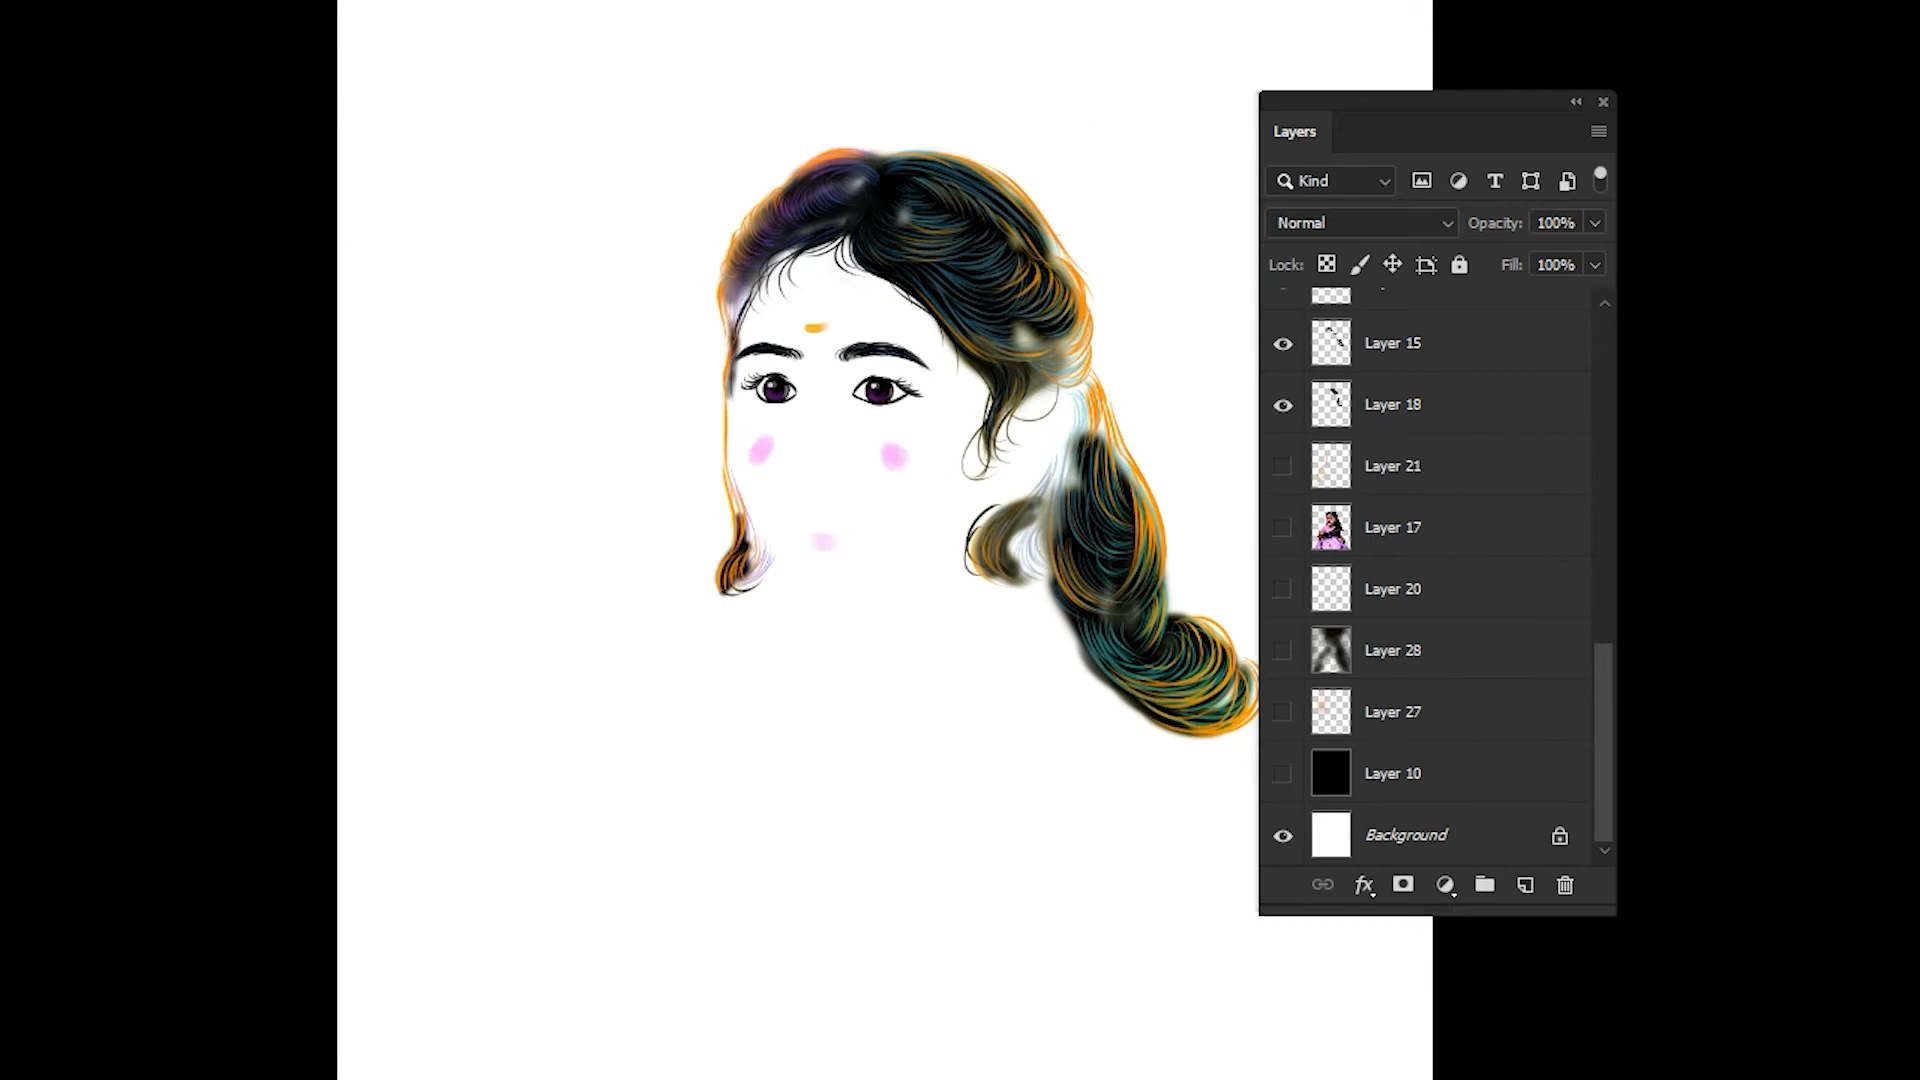 Layers
Kind
Normal
Opacity: 100%
Lock:
Fill: 100%
Layer 15
Layer 18
Layer 21
Layer 17
Layer 20
Layer 28
Layer 27
Layer 10
Background
fx